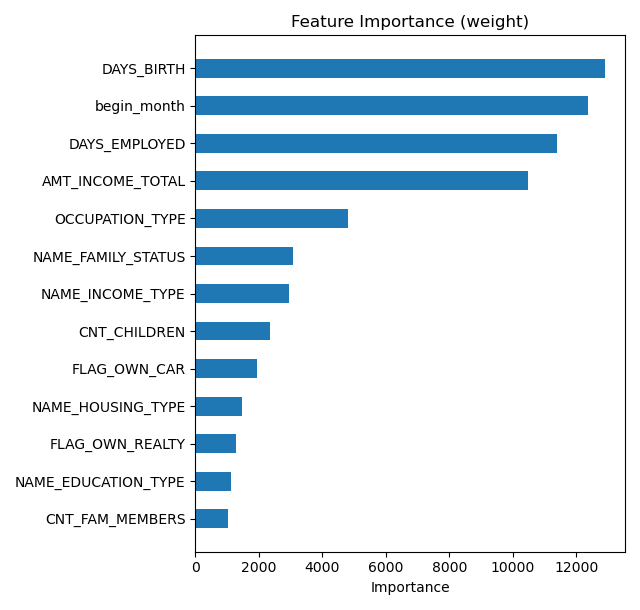 Feature Importance (weight)
DAYS_BIRTH
begin_month
DAYS_EMPLOYED
AMT_INCOME_TOTAL
OCCUPATION_TYPE
NAME_FAMILY_STATUS
NAME_INCOME_TYPE
CNT_CHILDREN
FLAG_OWN_CAR
NAME_HOUSING_TYPE
FLAG_OWN_REALTY
NAME_EDUCATION_TYPE
CNT_FAM_MEMBERS
0 2000 4000 6000 8000 10000 12000
Importance